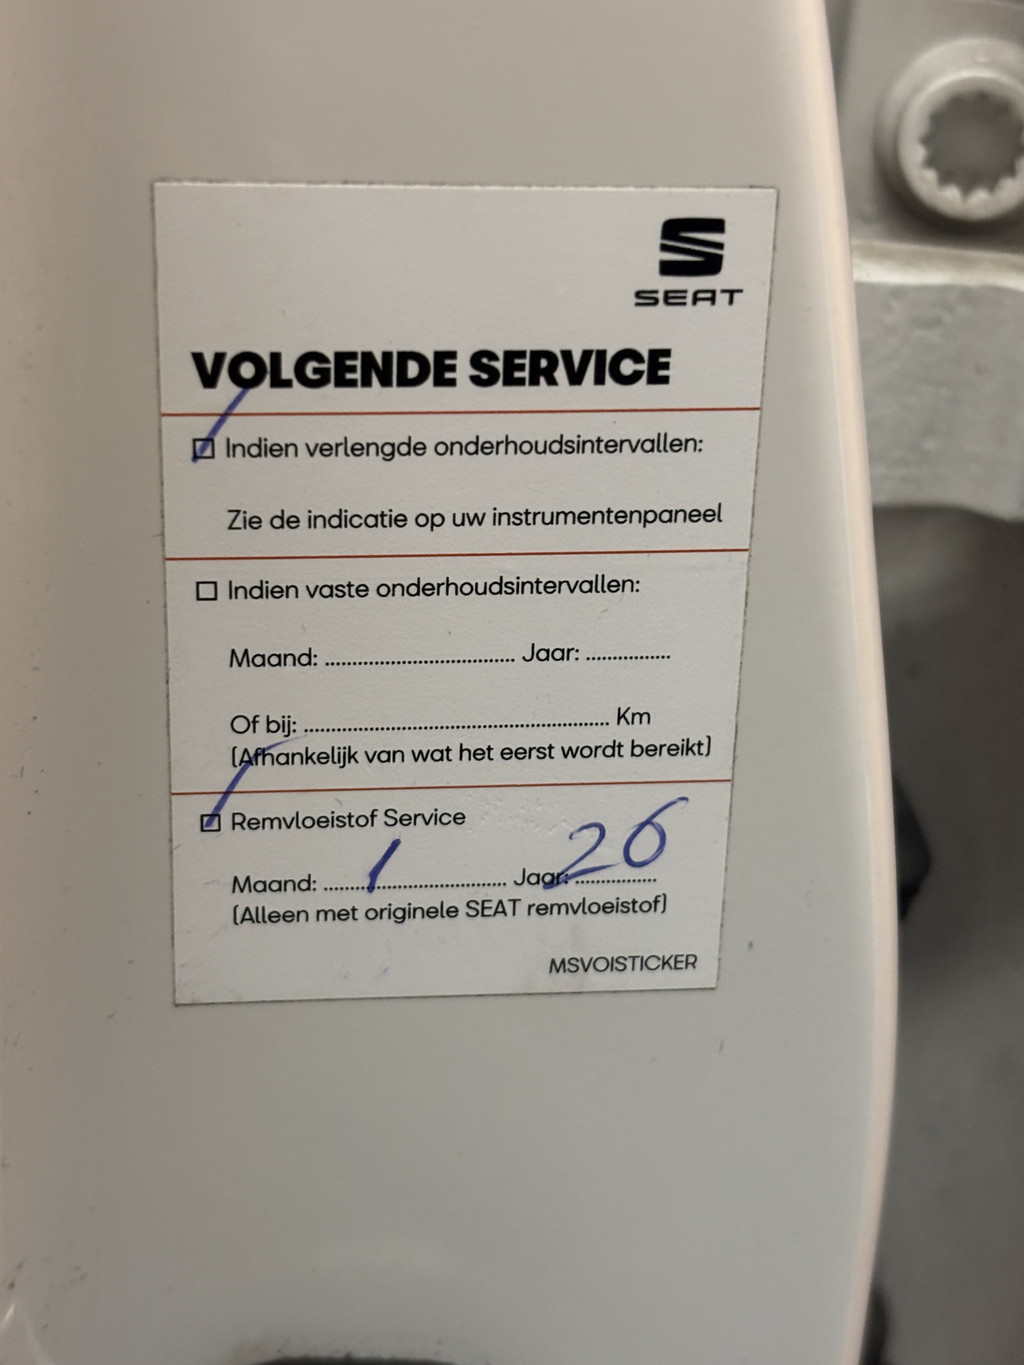 SEAT
VOLGENDE SERVICE
Indien verlengde onderhoudsintervallen:
Zie de indicatie op uw instrumentenpaneel
Indien vaste onderhoudsintervallen:
Maand: ................................... Jaar: ................
Of bij: ......................................................... Km
(Afhankelijk van wat het eerst wordt bereikt)
Remvloeistof Service
Maand: 1 Jaar: 26
(Alleen met originele SEAT remvloeistof)
MSVOISTICKER